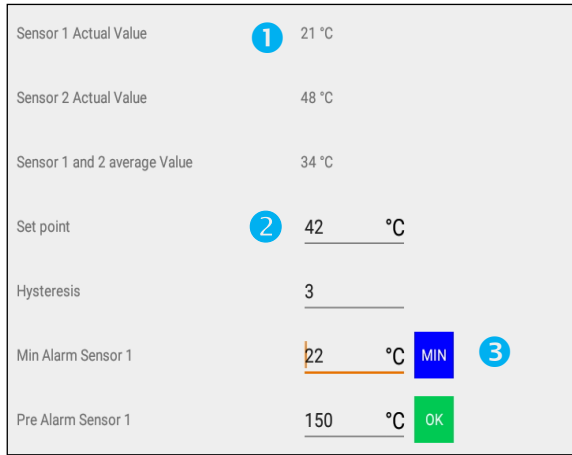 Sensor 1 Actual Value 1 21 °C
Sensor 2 Actual Value 48 °C
Sensor 1 and 2 average Value 34 °C
Set point 2 42 °C
Hysteresis 3
Min Alarm Sensor 1 22 °C MIN 3
Pre Alarm Sensor 1 150 °C OK